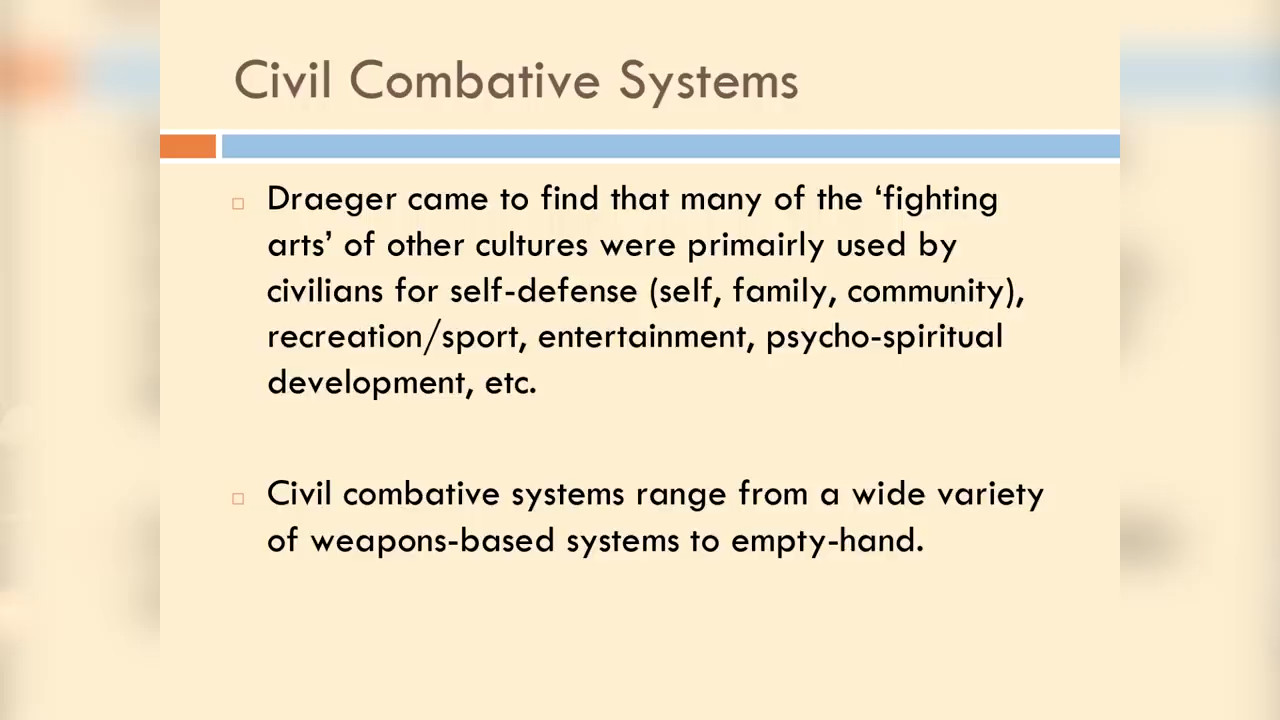 Civil Combative Systems
Draeger came to find that many of the ‘fighting
arts’ of other cultures were primairly used by
civilians for self-defense (self, family, community),
recreation/sport, entertainment, psycho-spiritual
development, etc.
Civil combative systems range from a wide variety
of weapons-based systems to empty-hand.